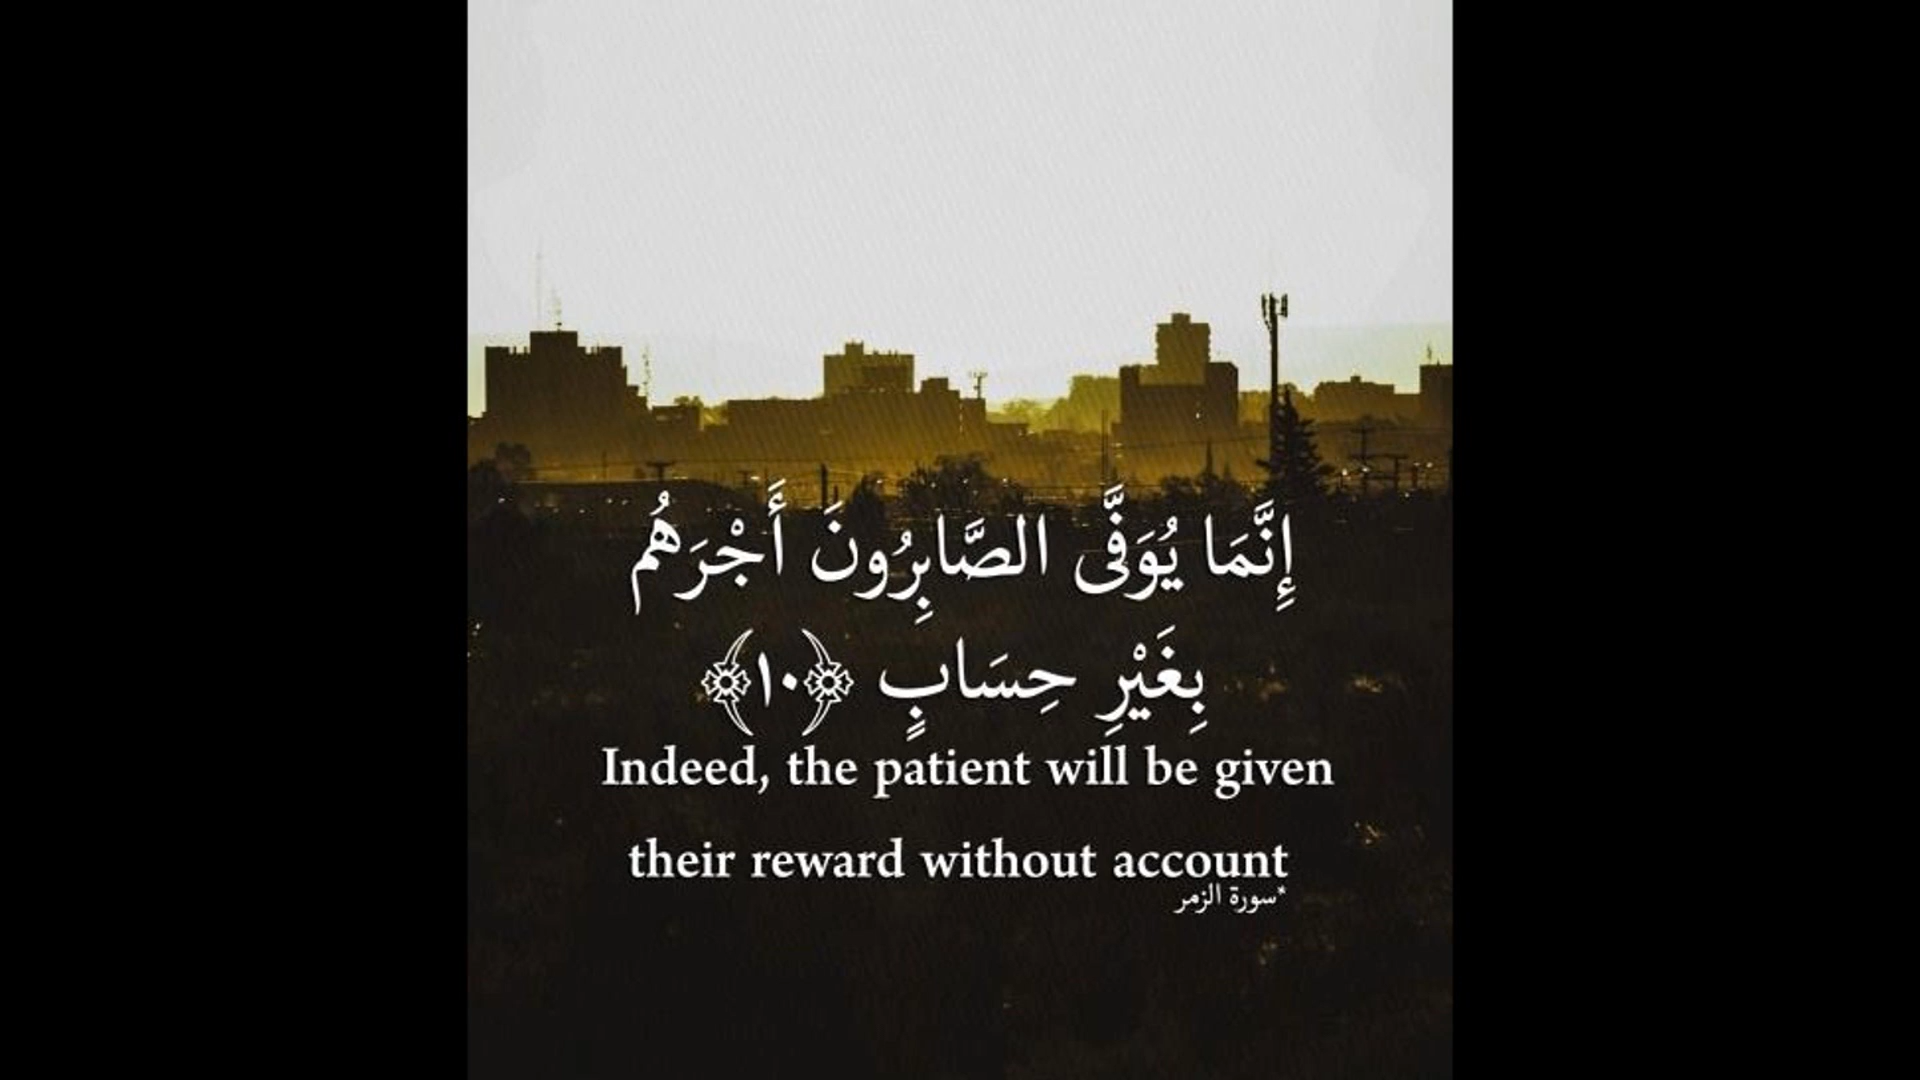 إِنَّمَا يُوَفَّى الصَّابِرُونَ أَجْرَهُم
بِغَيْرِ حِسَابٍ ﴿١٠﴾
Indeed, the patient will be given
their reward without account
*سورة الزمر